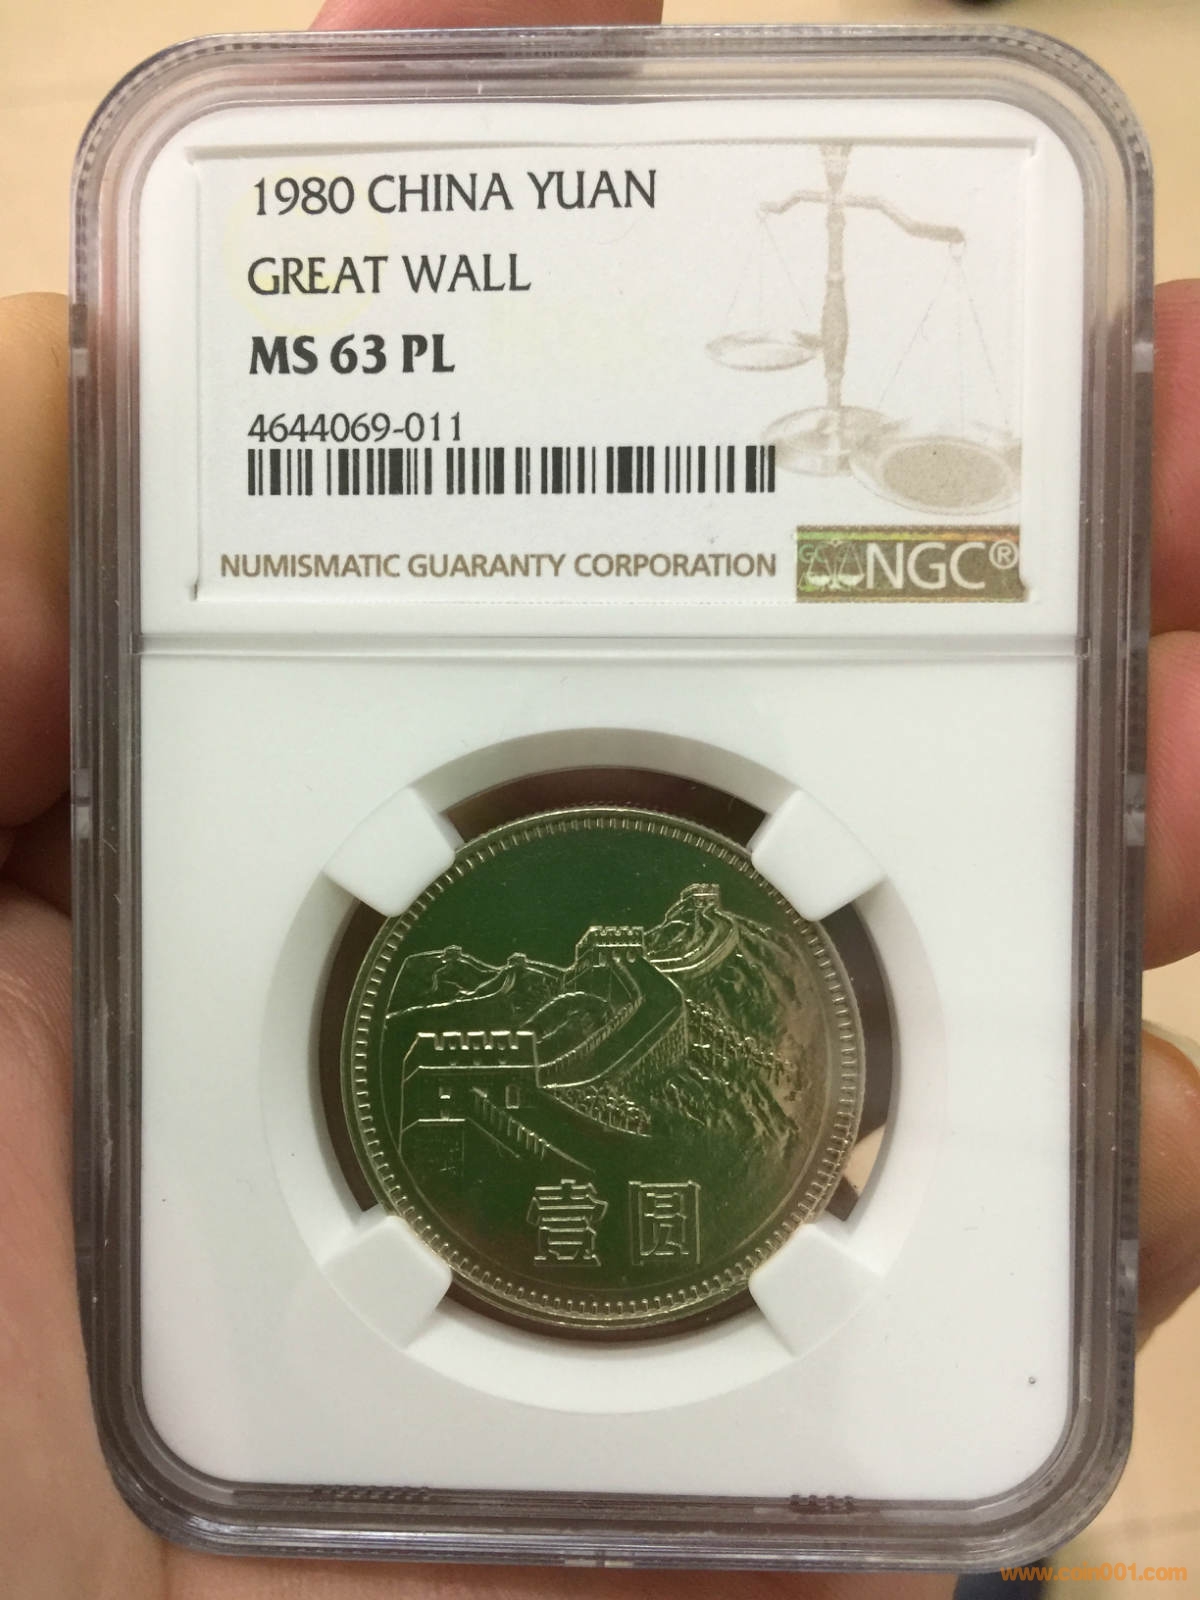 1980 CHINA YUAN
GREAT WALL
MS 63 PL
4644069-011
NUMISMATIC GUARANTY CORPORATION NGC®
壹圆
www.coin001.com